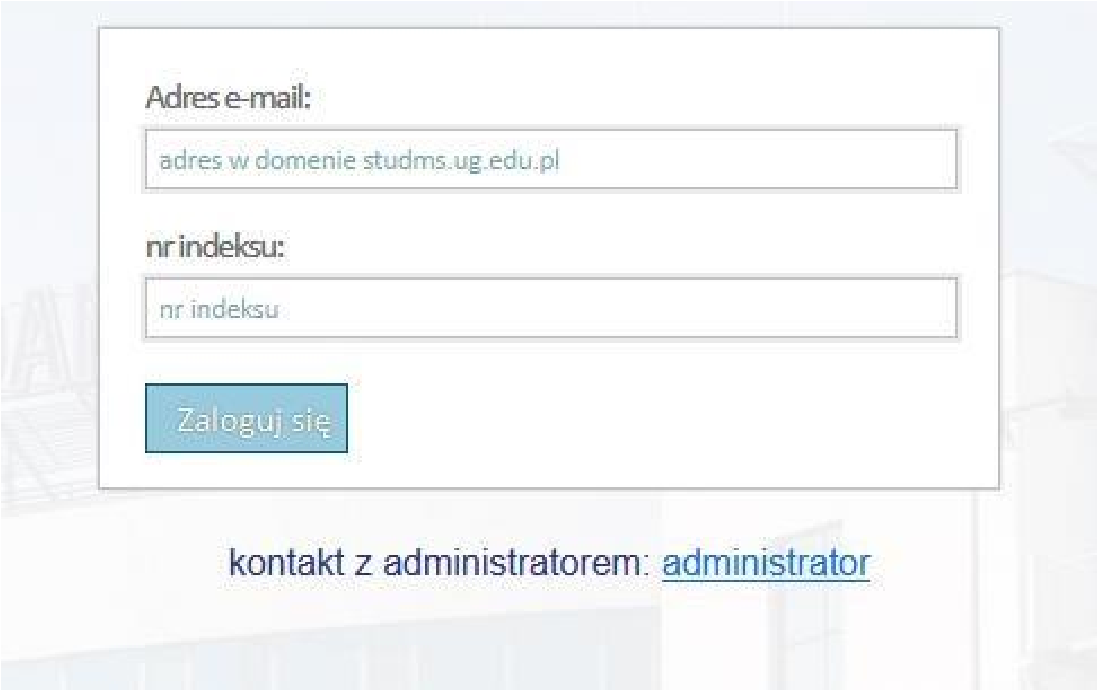 Adres e-mail:
adres w domenie studms.ug.edu.pl
nr indeksu:
nr indeksu
Zaloguj się
kontakt z administratorem: administrator